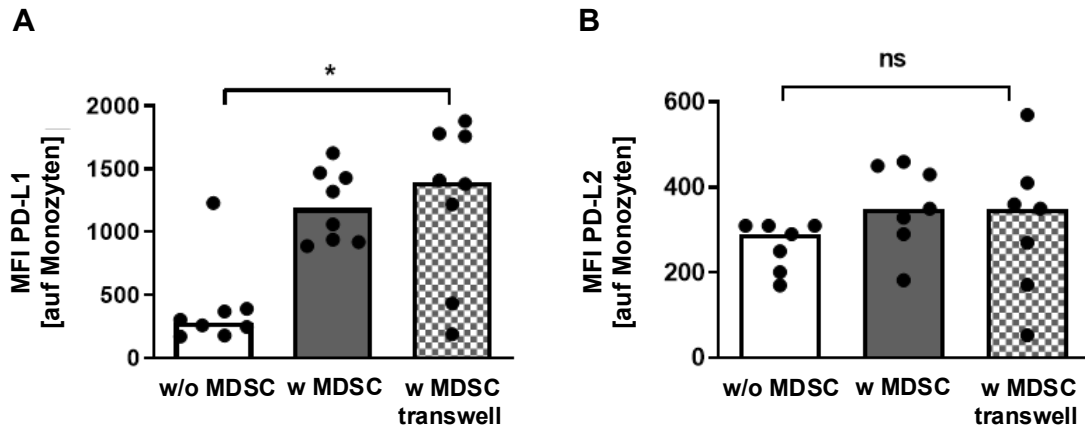 A
*
MFI PD-L1
[auf Monozyten]
2000
1500
1000
500
0
w/o MDSC
w MDSC
w MDSC
transwell
B
ns
MFI PD-L2
[auf Monozyten]
600
400
200
0
w/o MDSC
w MDSC
w MDSC
transwell